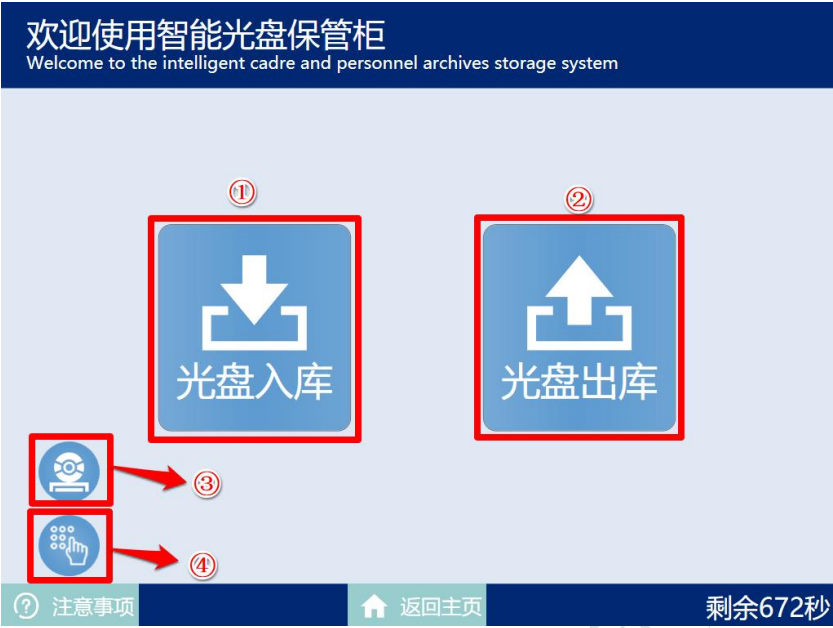 欢迎使用智能光盘保管柜
Welcome to the intelligent cadre and personnel archives storage system
①
②
光盘入库
光盘出库
③
④
? 注意事项
返回主页
剩余672秒